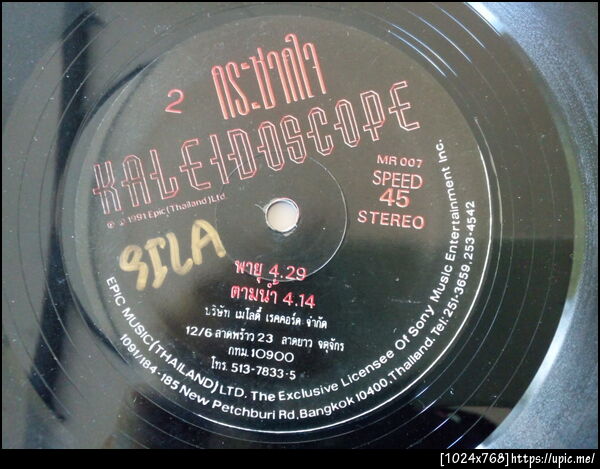 2
กระชากใจ
KALEIDOSCOPE
℗ 1991 Epic (Thailand) Ltd.
MR 007
SPEED
45
STEREO
SILA
พายุ 4.29
ตามน้ำ 4.14
บริษัท เมโลดี้ เรคคอร์ด จำกัด
12/6 ลาดพร้าว 23 ลาดยาว จตุจักร
กทม. 10900
โทร. 513-7833-5
EPIC MUSIC (THAILAND) LTD. The Exclusive Licensee Of Sony Music Entertainment Inc.
1091/184-185 New Petchburi Rd, Bangkok 10400, Thailand. Tel: 251-3659, 253-4542
[1024x768]https://upic.me/